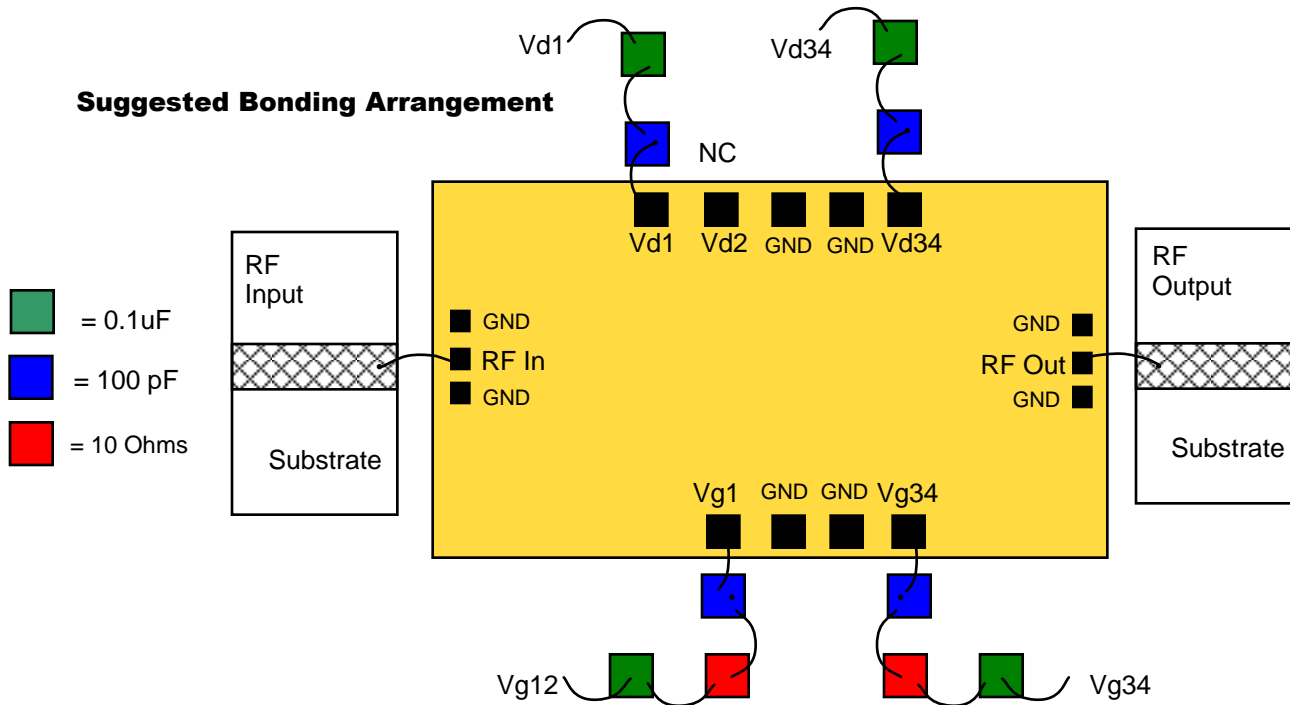 Vd1
Vd34
Suggested Bonding Arrangement
NC
Vd1 Vd2 GND GND Vd34
RF
Input
RF
Output
= 0.1uF
GND
GND
= 100 pF
RF In
RF Out
GND
GND
= 10 Ohms
Substrate
Substrate
Vg1 GND GND Vg34
Vg12
Vg34